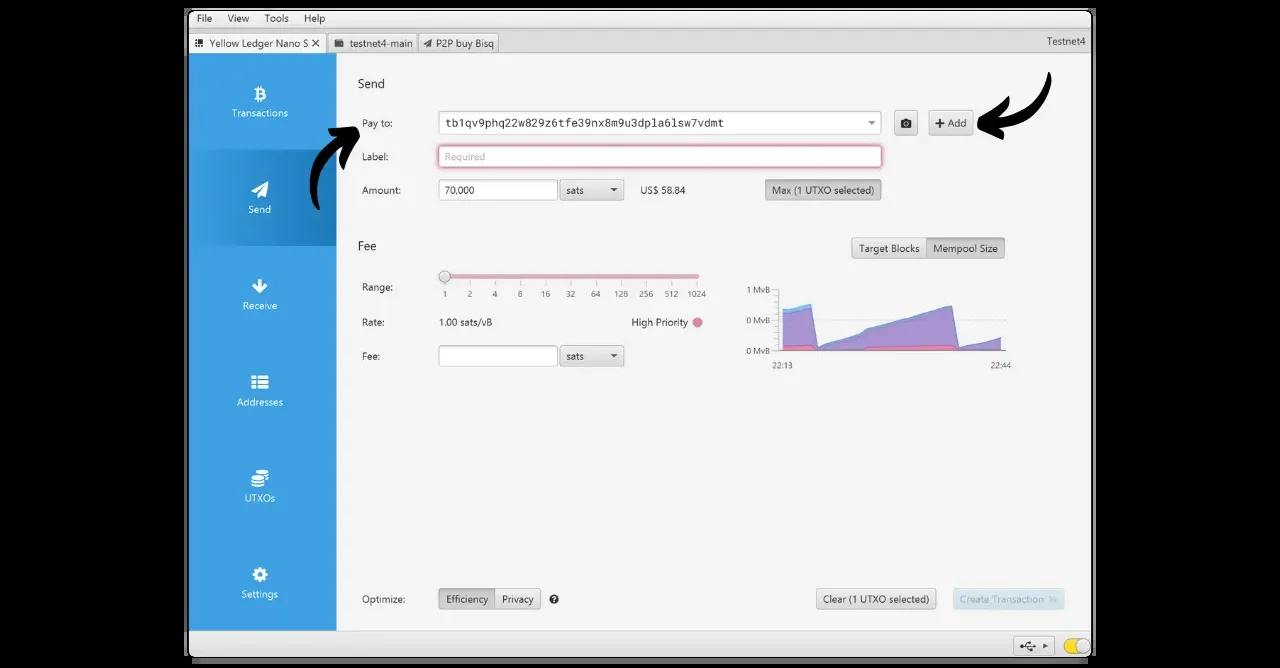 File View Tools Help
Yellow Ledger Nano S testnet4-main P2P buy Bisq Testnet4
Transactions
Send
Receive
Addresses
UTXOs
Settings
Send
Pay to: tb1qv9phq22w829z6tfe39nx8m9u3dpla6lsw7vdmt + Add
Label: Required
Amount: 70,000 sats US$ 58.84 Max (1 UTXO selected)
Fee Target Blocks Mempool Size
Range: 1 2 4 8 16 32 64 128 256 512 1024
Rate: 1.00 sats/vB High Priority
Fee: sats
1 MvB
0 MvB
0 MvB
22:13 22:44
Optimize: Efficiency Privacy Clear (1 UTXO selected) Create Transaction